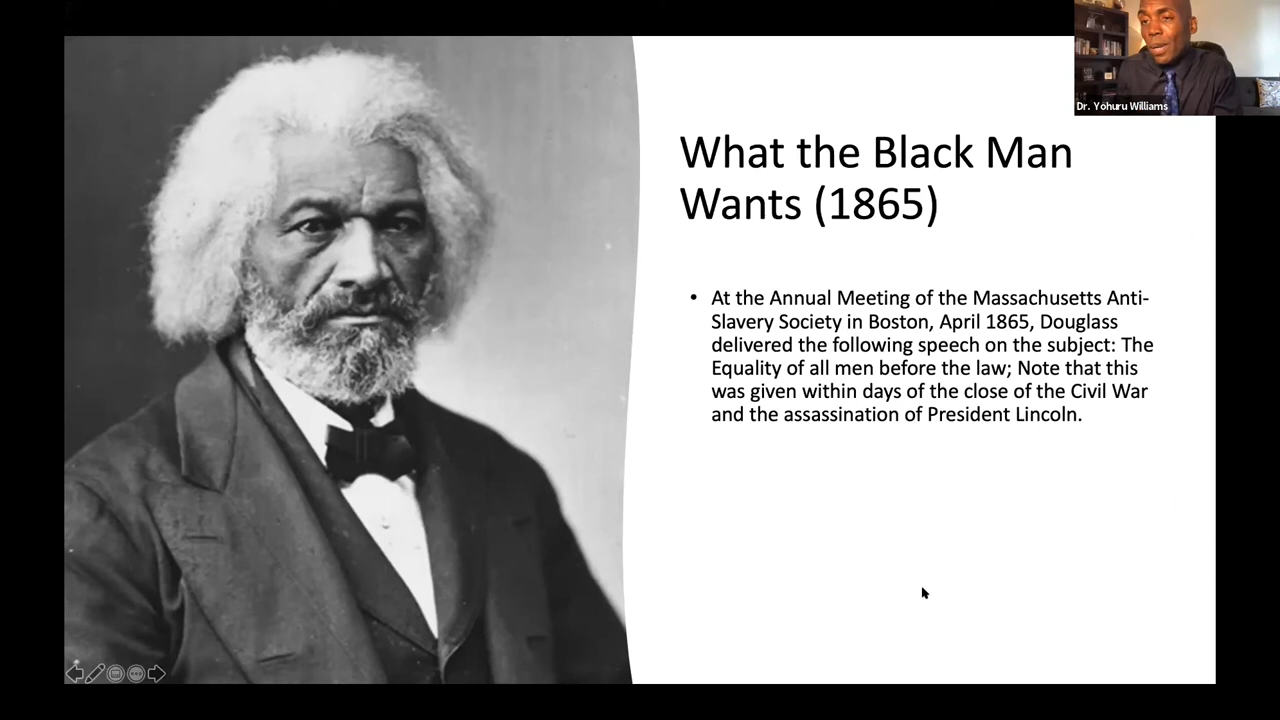 Dr. Yohuru Williams
What the Black Man
Wants (1865)
• At the Annual Meeting of the Massachusetts Anti-
Slavery Society in Boston, April 1865, Douglass
delivered the following speech on the subject: The
Equality of all men before the law; Note that this
was given within days of the close of the Civil War
and the assassination of President Lincoln.